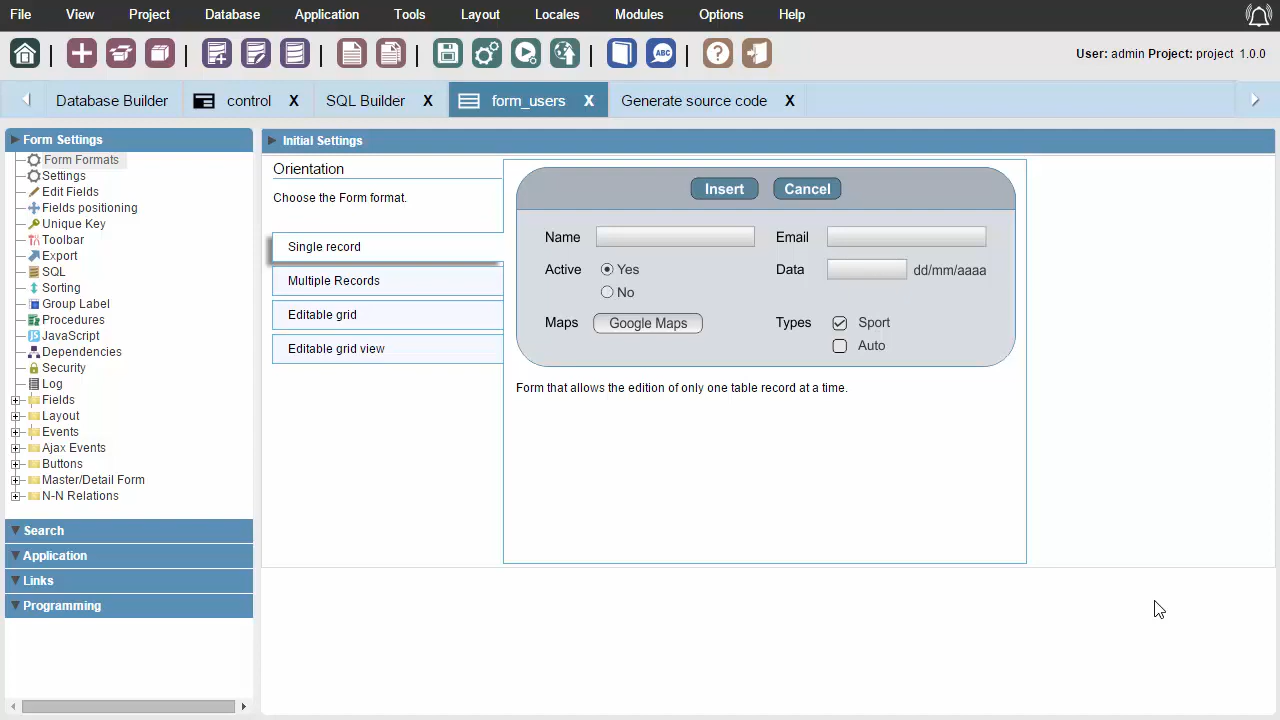 File View Project Database Application Tools Layout Locales Modules Options Help
ABC ? User: admin Project: project 1.0.0
Database Builder control X SQL Builder X form_users X Generate source code X
Form Settings
Form Formats
Settings
Edit Fields
Fields positioning
Unique Key
Toolbar
Export
SQL
Sorting
Group Label
Procedures
JS JavaScript
Dependencies
Security
Log
Fields
Layout
Events
Ajax Events
Buttons
Master/Detail Form
N-N Relations
Search
Application
Links
Programming
Initial Settings
Orientation
Choose the Form format.
Single record
Multiple Records
Editable grid
Editable grid view
Insert Cancel
Name Email
Active Yes Data dd/mm/aaaa
No
Maps Google Maps Types Sport
Auto
Form that allows the edition of only one table record at a time.